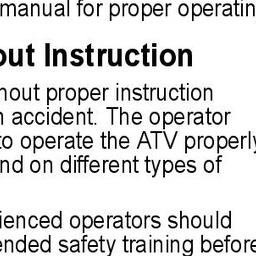 manual for proper operatin
out Instruction
hout proper instruction
n accident. The operator
to operate the ATV properly
nd on different types of
ienced operators should
ended safety training before